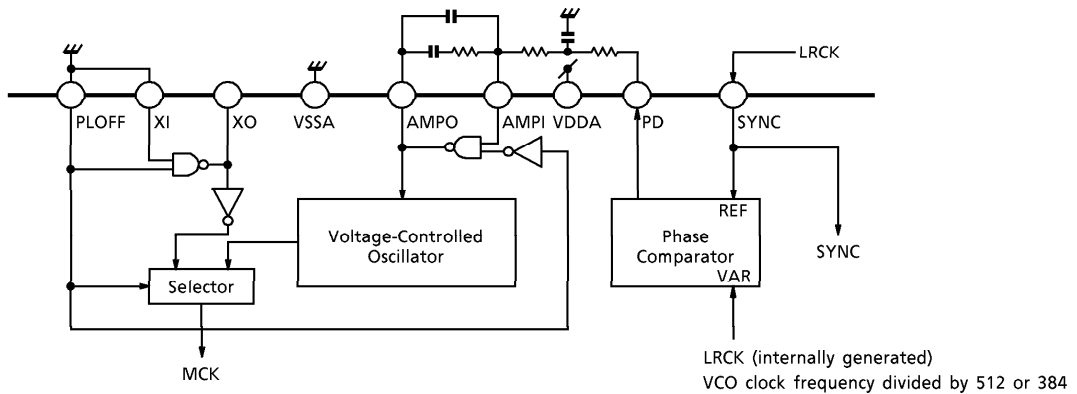 LRCK
PLOFF
XI
XO
VSSA
AMPO
AMPI
VDDA
PD
SYNC
REF
Voltage-Controlled
Oscillator
Phase
Comparator
VAR
SYNC
Selector
MCK
LRCK (internally generated)
VCO clock frequency divided by 512 or 384